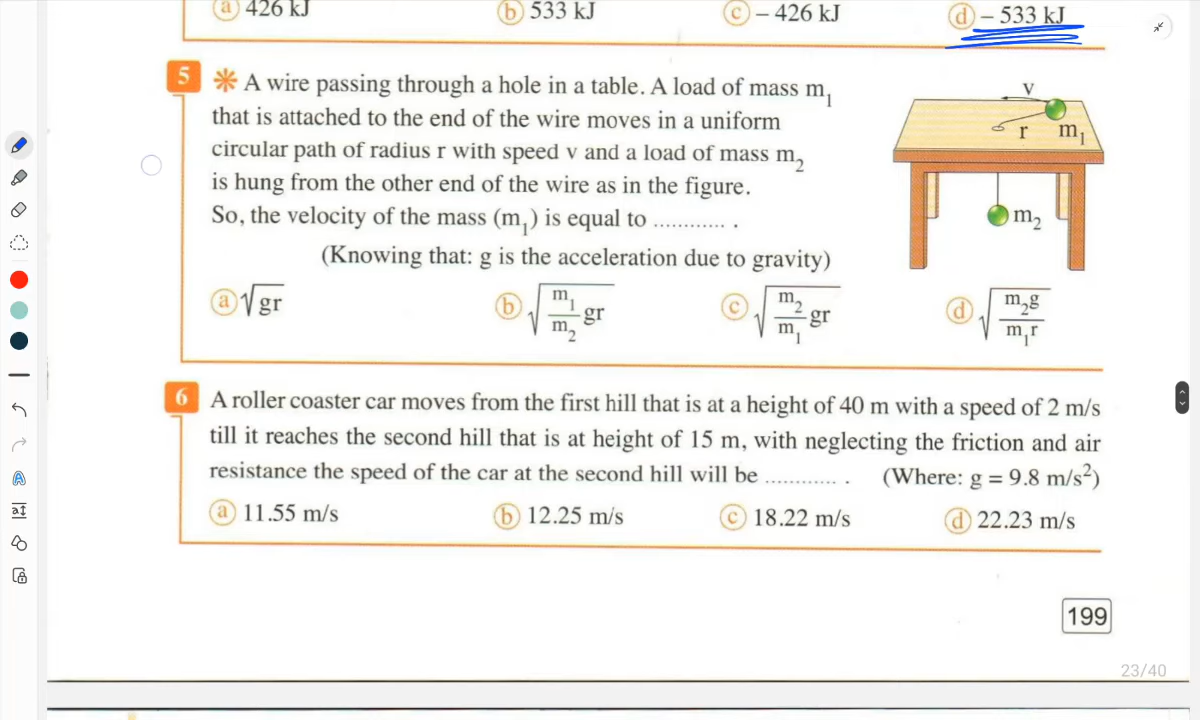 ⓐ 426 kJ ⓑ 533 kJ ⓒ – 426 kJ ⓓ – 533 kJ
5 * A wire passing through a hole in a table. A load of mass m₁
that is attached to the end of the wire moves in a uniform
circular path of radius r with speed v and a load of mass m₂
is hung from the other end of the wire as in the figure.
So, the velocity of the mass (m₁) is equal to ............ .
(Knowing that: g is the acceleration due to gravity)
v
r m₁
m₂
ⓐ √gr ⓑ √(m₁/m₂ gr) ⓒ √(m₂/m₁ gr) ⓓ √(m₂g/m₁r)
6 A roller coaster car moves from the first hill that is at a height of 40 m with a speed of 2 m/s
till it reaches the second hill that is at height of 15 m, with neglecting the friction and air
resistance the speed of the car at the second hill will be ............ . (Where: g = 9.8 m/s²)
ⓐ 11.55 m/s ⓑ 12.25 m/s ⓒ 18.22 m/s ⓓ 22.23 m/s
199
23/40